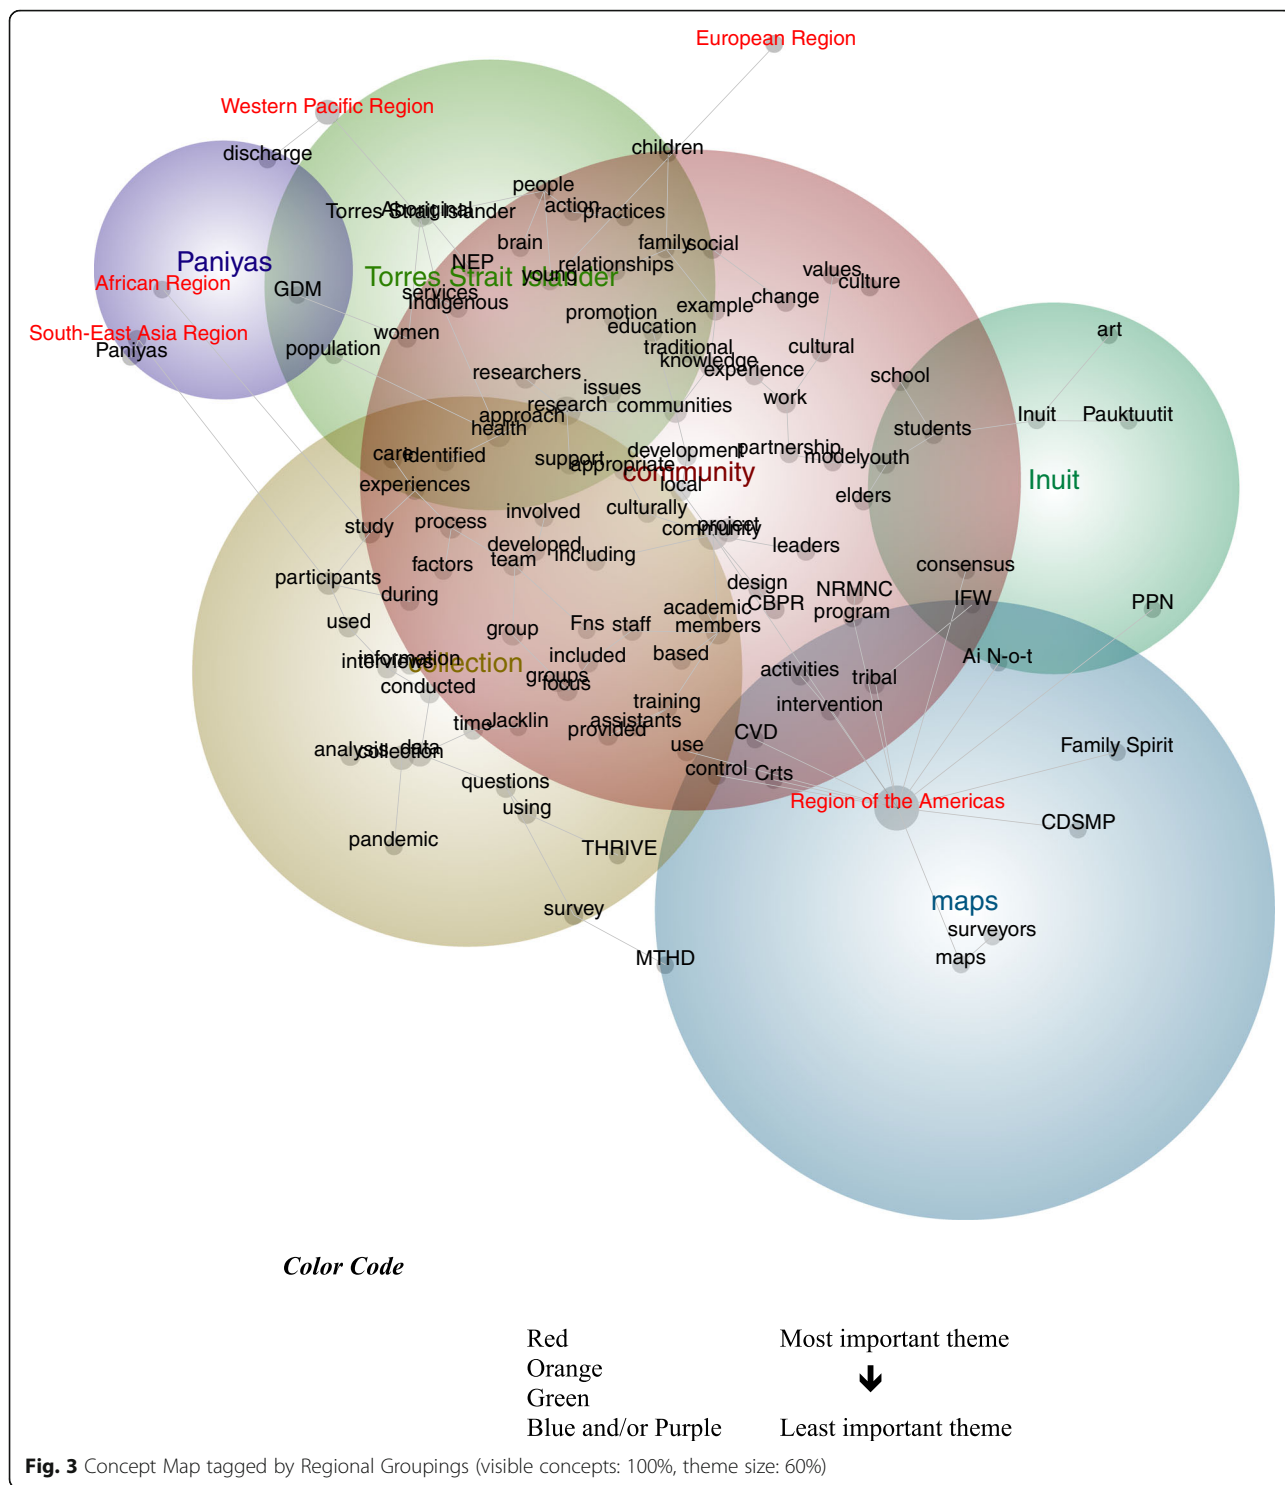 European Region
Western Pacific Region
children
discharge
people
Torres Strait Islander
Aboriginal
action
practices
brain
family
social
Paniyas
NEP
relationships
Torres Strait Islander
young
values
culture
African Region
GDM
services
Indigenous
example
change
promotion
education
South-East Asia Region
Paniyas
population
women
traditional
knowledge
cultural
art
experience
researchers
school
issues
work
research
communities
approach
Inuit
Pauktuutit
health
students
care
identified
support
development
partnership
appropriate
model
youth
community
Inuit
experiences
local
elders
involved
culturally
study
process
project
community
developed
team
including
leaders
factors
consensus
participants
design
NRMNC
during
academic
CBPR
program
IFW
PPN
used
group
Fns
staff
members
interviews
information
collection
included
based
Ai N-o-t
conducted
groups
focus
activities
tribal
training
intervention
time
Jacklin
assistants
provided
CVD
analysis
data
collection
use
Family Spirit
questions
control
Crts
using
Region of the Americas
CDSMP
pandemic
THRIVE
maps
survey
surveyors
MTHD
maps
Color Code
Red Most important theme
Orange
Green
Blue and/or Purple Least important theme
Fig. 3 Concept Map tagged by Regional Groupings (visible concepts: 100%, theme size: 60%)